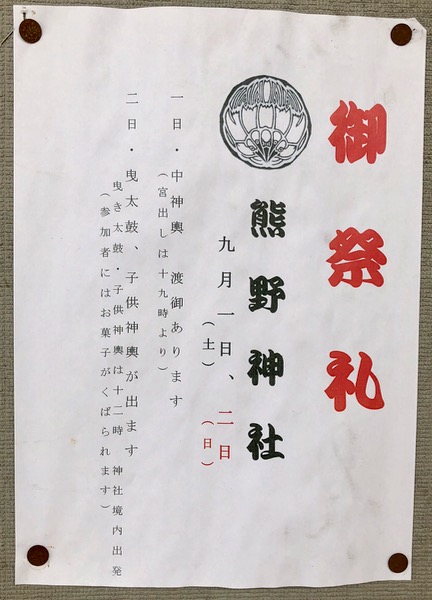 御祭礼
熊野神社
九月一日、二日
(土)
(日)
一日・中神輿 渡御あります
(宮出しは十九時より)
二日・曳太鼓、子供神輿が出ます
曳き太鼓・子供神輿は十二時 神社境内出発
(参加者にはお菓子がくばられます)